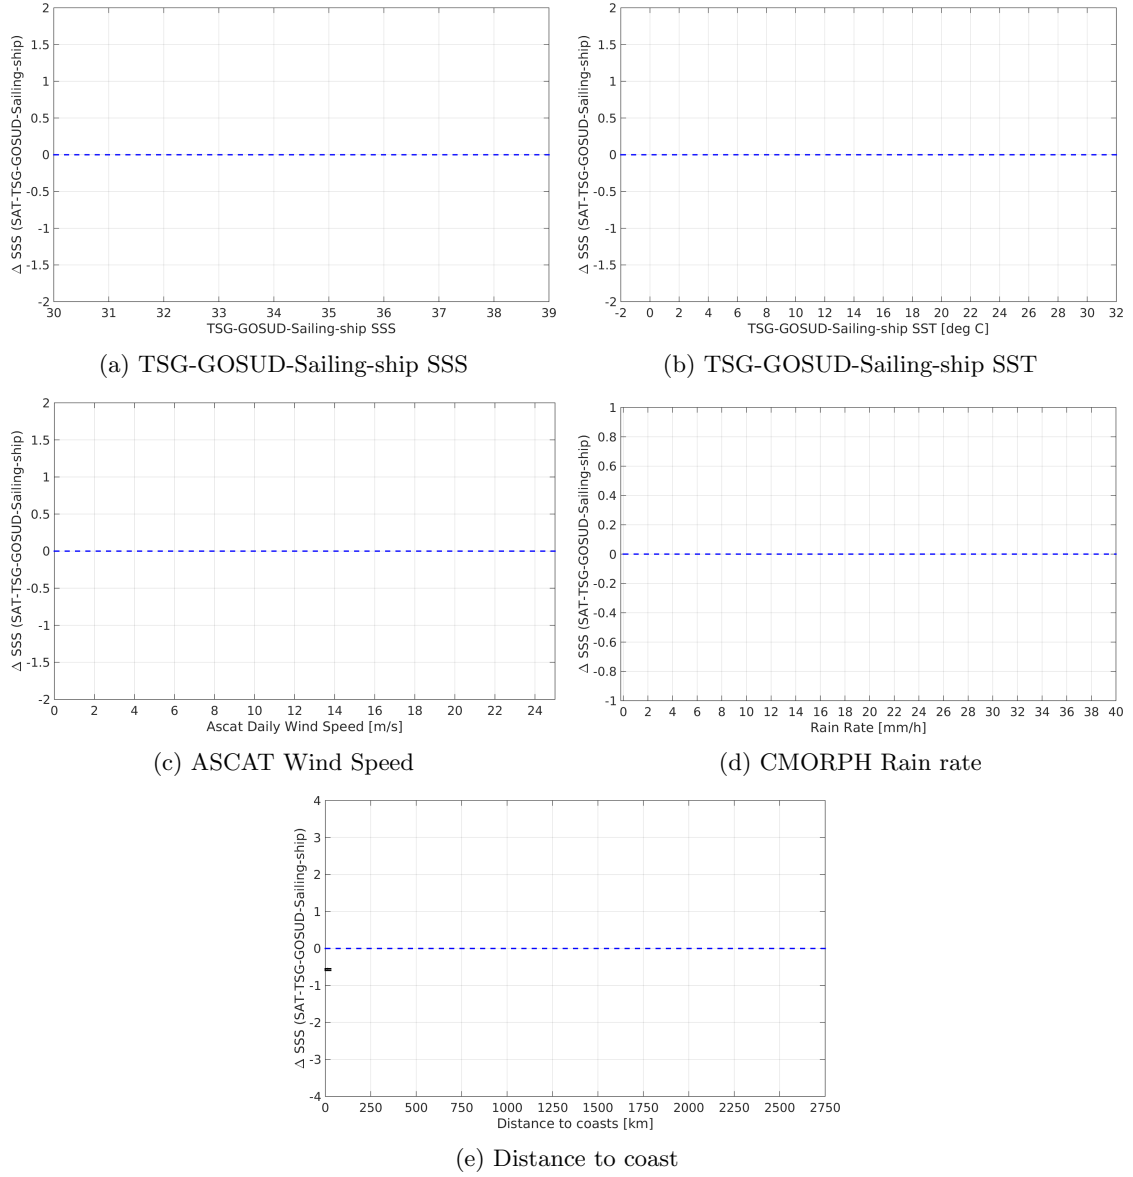 2
1.5
1
0.5
0
-0.5
-1
-1.5
-2
Δ SSS (SAT-TSG-GOSUD-Sailing-ship)
30 31 32 33 34 35 36 37 38 39
TSG-GOSUD-Sailing-ship SSS
(a) TSG-GOSUD-Sailing-ship SSS
2
1.5
1
0.5
0
-0.5
-1
-1.5
-2
Δ SSS (SAT-TSG-GOSUD-Sailing-ship)
-2 0 2 4 6 8 10 12 14 16 18 20 22 24 26 28 30 32
TSG-GOSUD-Sailing-ship SST [deg C]
(b) TSG-GOSUD-Sailing-ship SST
2
1.5
1
0.5
0
-0.5
-1
-1.5
-2
Δ SSS (SAT-TSG-GOSUD-Sailing-ship)
0 2 4 6 8 10 12 14 16 18 20 22 24
Ascat Daily Wind Speed [m/s]
(c) ASCAT Wind Speed
1
0.8
0.6
0.4
0.2
0
-0.2
-0.4
-0.6
-0.8
-1
Δ SSS (SAT-TSG-GOSUD-Sailing-ship)
0 2 4 6 8 10 12 14 16 18 20 22 24 26 28 30 32 34 36 38 40
Rain Rate [mm/h]
(d) CMORPH Rain rate
4
3
2
1
0
-1
-2
-3
-4
Δ SSS (SAT-TSG-GOSUD-Sailing-ship)
0 250 500 750 1000 1250 1500 1750 2000 2250 2500 2750
Distance to coasts [km]
(e) Distance to coast